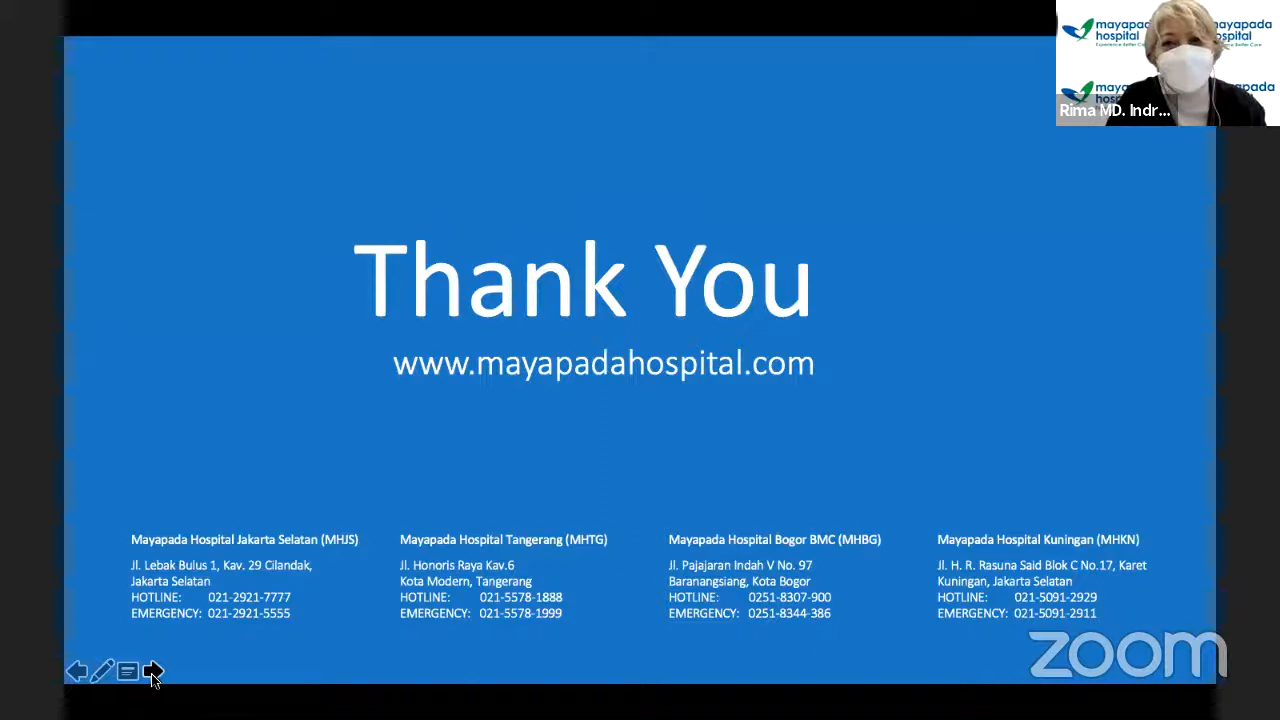 mayapada
hospital
mayapada
hospital
Rima MD. Indr...
Thank You
www.mayapadahospital.com
Mayapada Hospital Jakarta Selatan (MHJS)
Jl. Lebak Bulus 1, Kav. 29 Cilandak,
Jakarta Selatan
HOTLINE: 021-2921-7777
EMERGENCY: 021-2921-5555
Mayapada Hospital Tangerang (MHTG)
Jl. Honoris Raya Kav.6
Kota Modern, Tangerang
HOTLINE: 021-5578-1888
EMERGENCY: 021-5578-1999
Mayapada Hospital Bogor BMC (MHBG)
Jl. Pajajaran Indah V No. 97
Baranangsiang, Kota Bogor
HOTLINE: 0251-8307-900
EMERGENCY: 0251-8344-386
Mayapada Hospital Kuningan (MHKN)
Jl. H. R. Rasuna Said Blok C No.17, Karet
Kuningan, Jakarta Selatan
HOTLINE: 021-5091-2929
EMERGENCY: 021-5091-2911
zoom